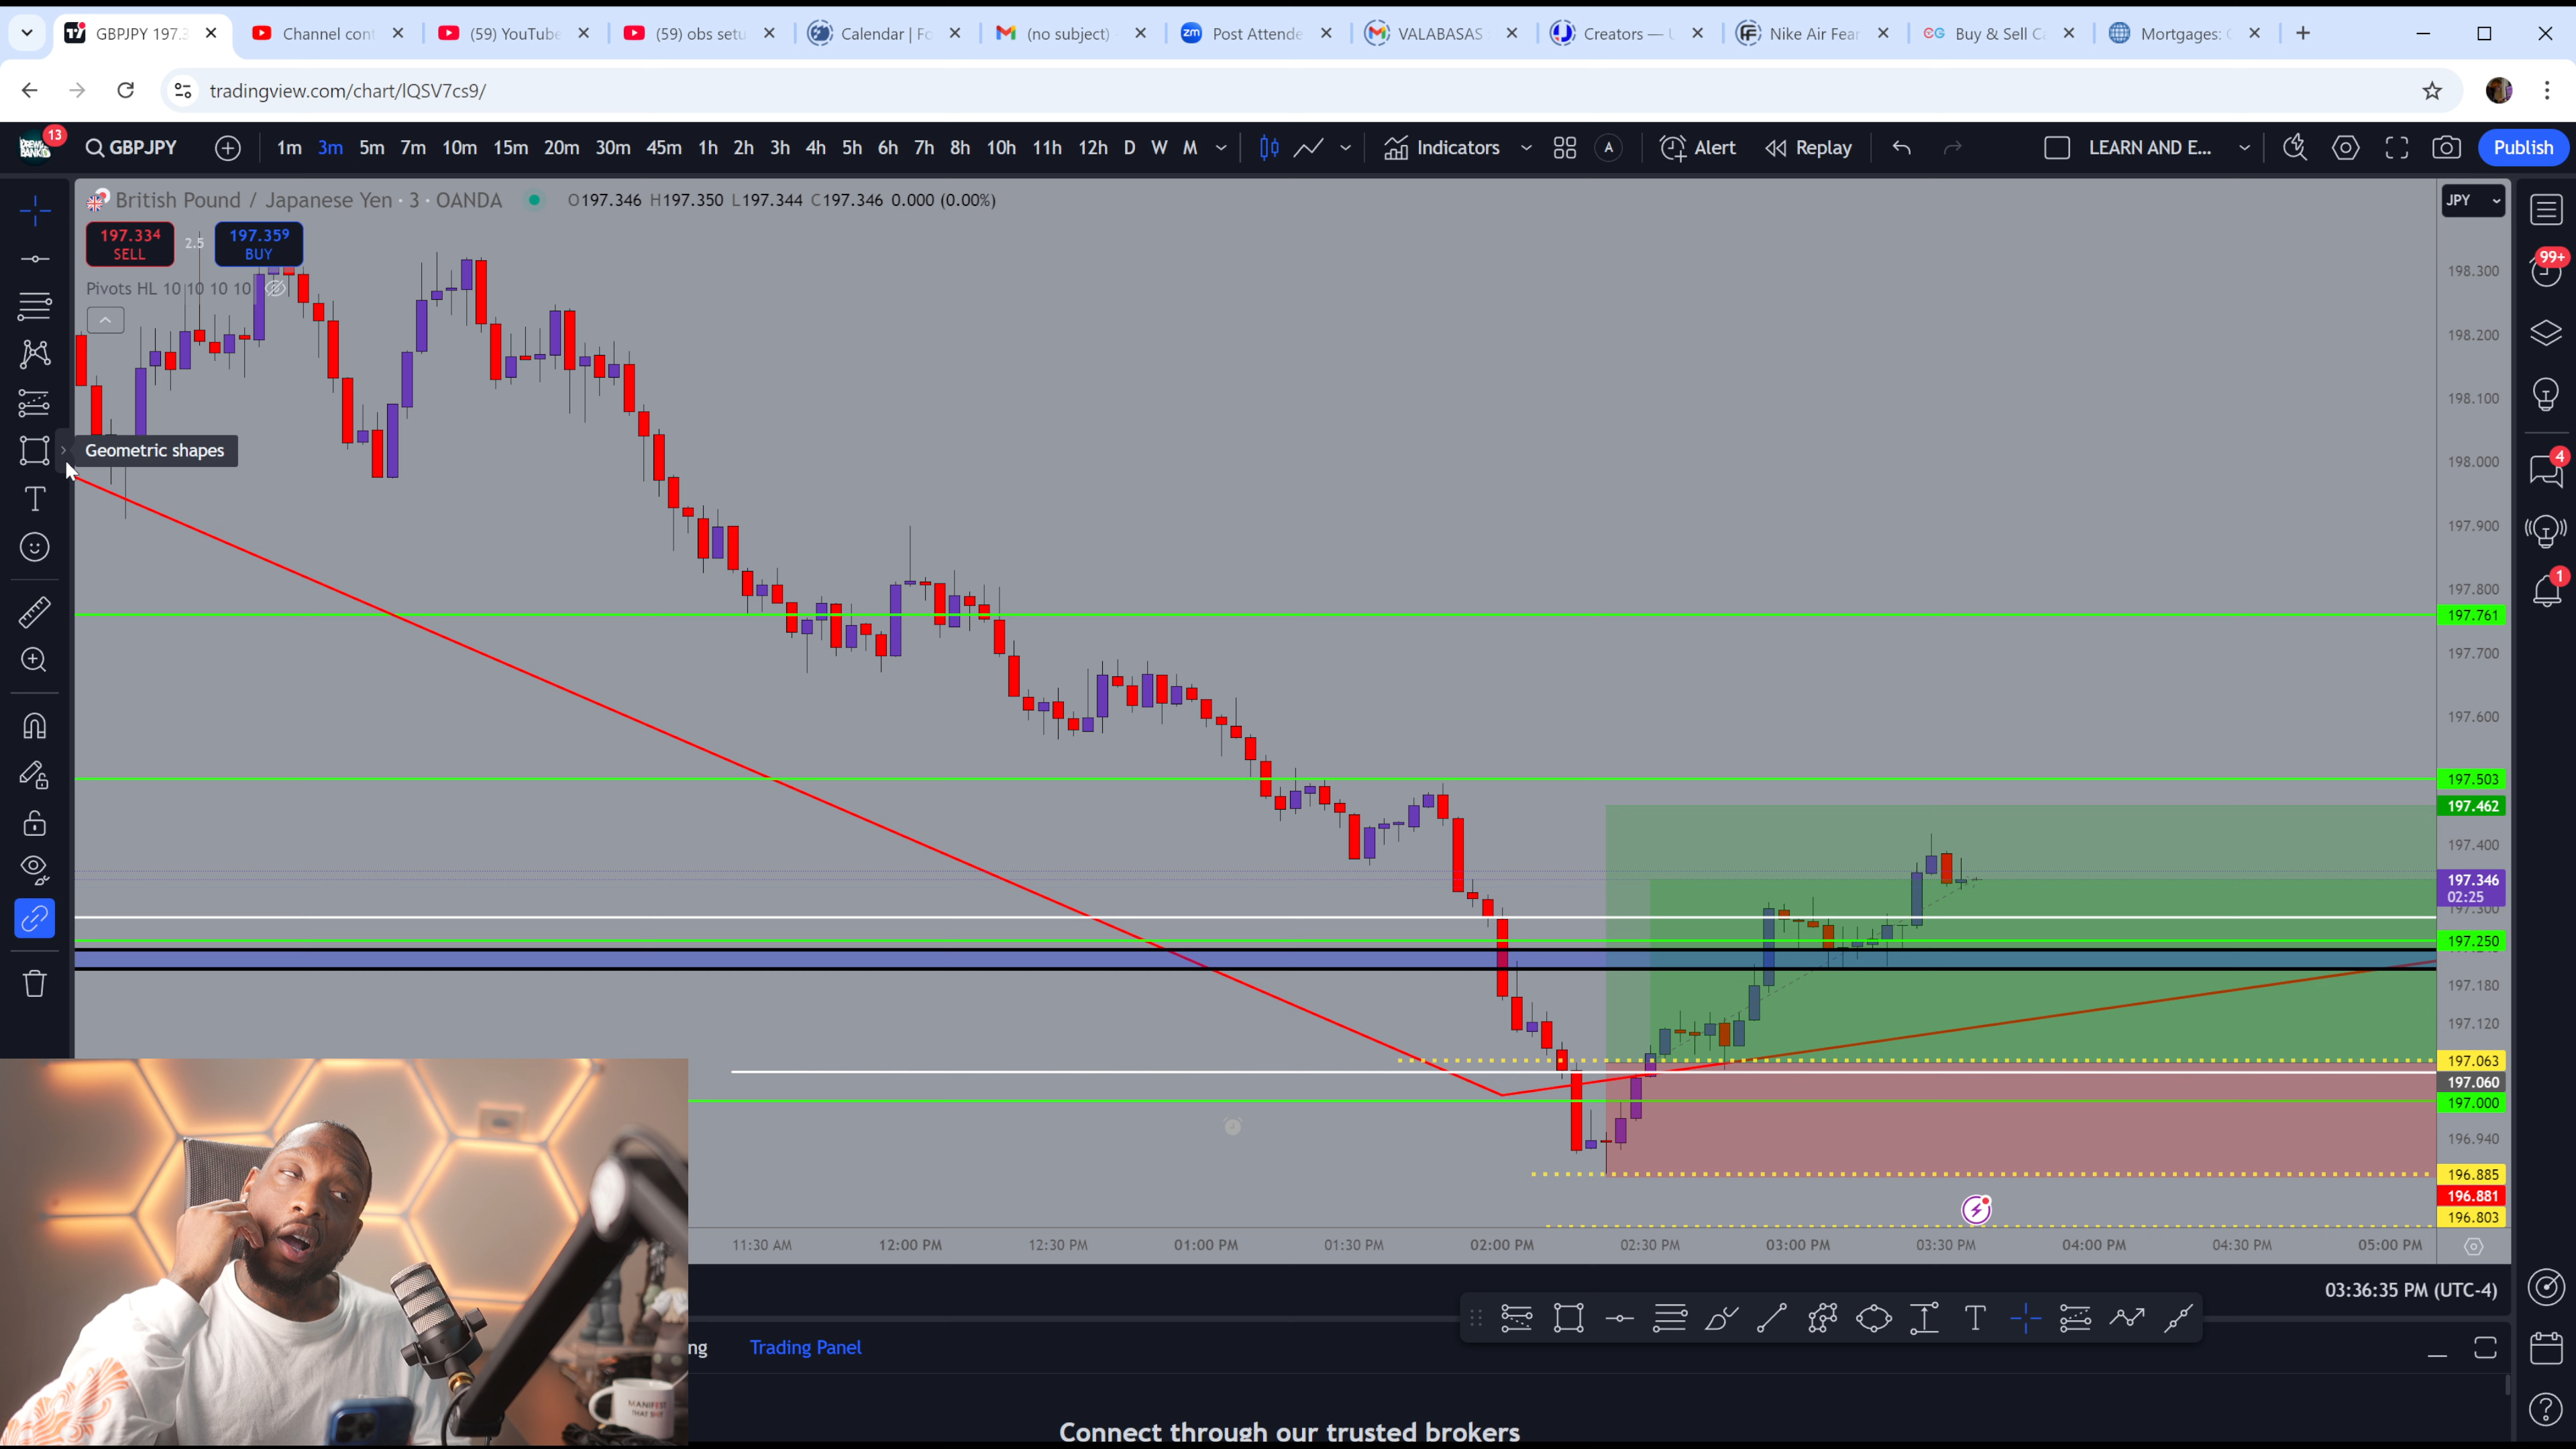 GBPJPY 197.3
Channel cont
(59) YouTube
(59) obs setu
Calendar | Fo
(no subject)
Post Attende
VALABASAS
Creators —
Nike Air Fear
Buy & Sell C
Mortgages:
tradingview.com/chart/lQSV7cs9/
13
GBPJPY
1m 3m 5m 7m 10m 15m 20m 30m 45m 1h 2h 3h 4h 5h 6h 7h 8h 10h 11h 12h D W M
Indicators
A
Alert
Replay
LEARN AND E...
Publish
British Pound / Japanese Yen · 3 · OANDA
O197.346 H197.350 L197.344 C197.346 0.000 (0.00%)
JPY
197.334
SELL
2.5
197.359
BUY
Pivots HL 10 10 10 10
Geometric shapes
99+
4
1
198.300
198.200
198.100
198.000
197.900
197.800
197.761
197.700
197.600
197.503
197.462
197.400
197.346
02:25
197.300
197.250
197.180
197.120
197.063
197.060
197.000
196.940
196.885
196.881
196.803
11:30 AM 12:00 PM 12:30 PM 01:00 PM 01:30 PM 02:00 PM 02:30 PM 03:00 PM 03:30 PM 04:00 PM 04:30 PM 05:00 PM
03:36:35 PM (UTC-4)
ng
Trading Panel
Connect through our trusted brokers
MANIFEST
THAT SHIT